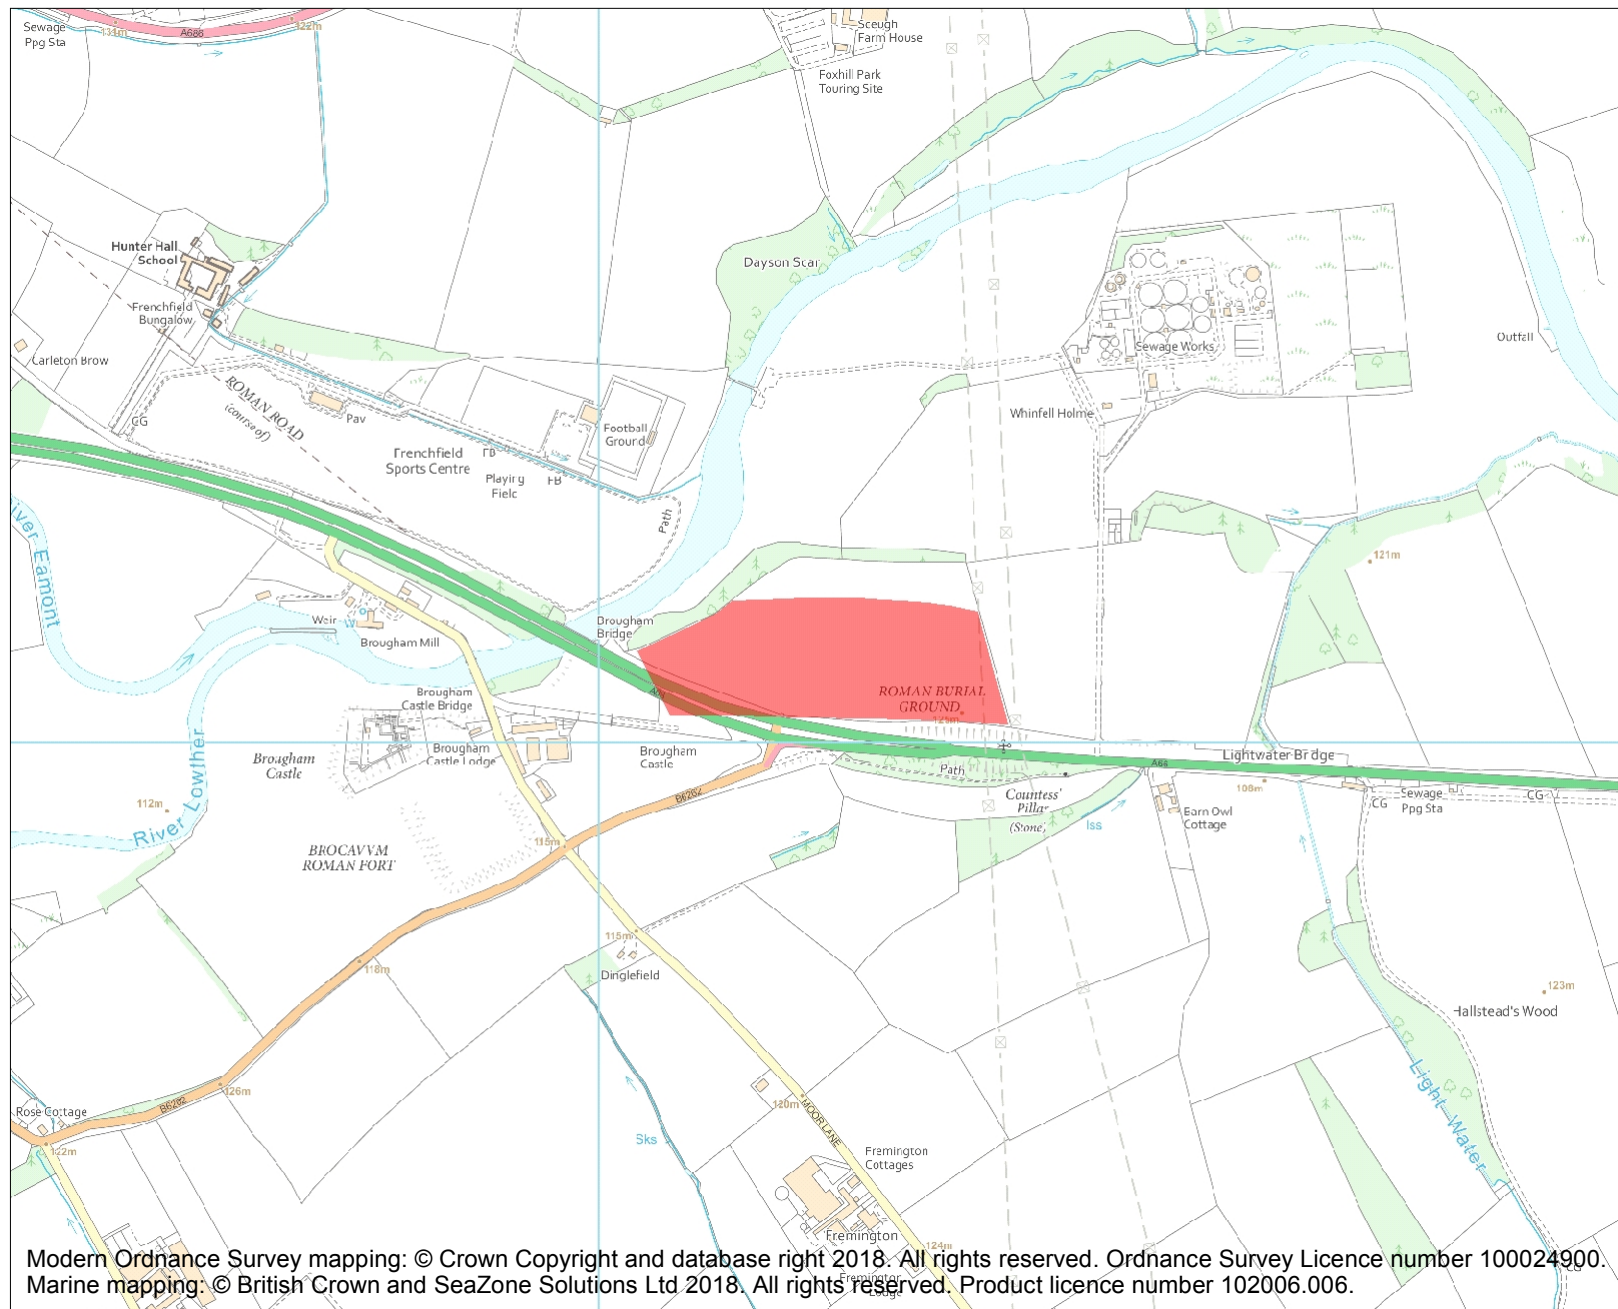 Sewage
Ppg Sta
131m
A686
122m
Sceugh
Farm House
Foxhill Park
Touring Site
Hunter Hall
School
Dayson Scar
Frenchfield
Bungalow
Carleton Brow
Sewage Works
Outfall
ROMAN ROAD
(course of)
CG
Pav
Whinfell Holme
Football
Ground
Frenchfield
Sports Centre
FB
Playing
Field
FB
Path
River Eamont
121m
Weir
W
Brougham Mill
Brougham
Bridge
Brougham
Castle Bridge
A66
ROMAN BURIAL
GROUND
Brougham
Castle
Brougham
Castle Lodge
Brougham
Castle
Path
A66
Lightwater Bridge
River Lowther
112m
B6262
Countess'
Pillar
(Stone)
Iss
Earn Owl
Cottage
108m
CG
Sewage
Ppg Sta
CG
BROCAVVM
ROMAN FORT
115m
115m
Dinglefield
118m
123m
Hallstead's Wood
126m
B6262
Rose Cottage
122m
120m
MOOR LANE
Sks
Light Water
Fremington
Cottages
Fremington
124m
Fremington
Lodge
CG
Modern Ordnance Survey mapping: © Crown Copyright and database right 2018. All rights reserved. Ordnance Survey Licence number 100024900.
Marine mapping: © British Crown and SeaZone Solutions Ltd 2018. All rights reserved. Product licence number 102006.006.